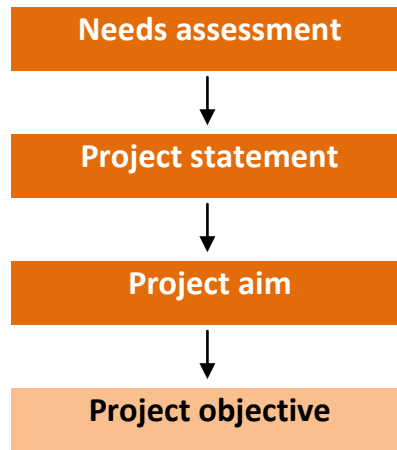 Needs assessment
Project statement
Project aim
Project objective